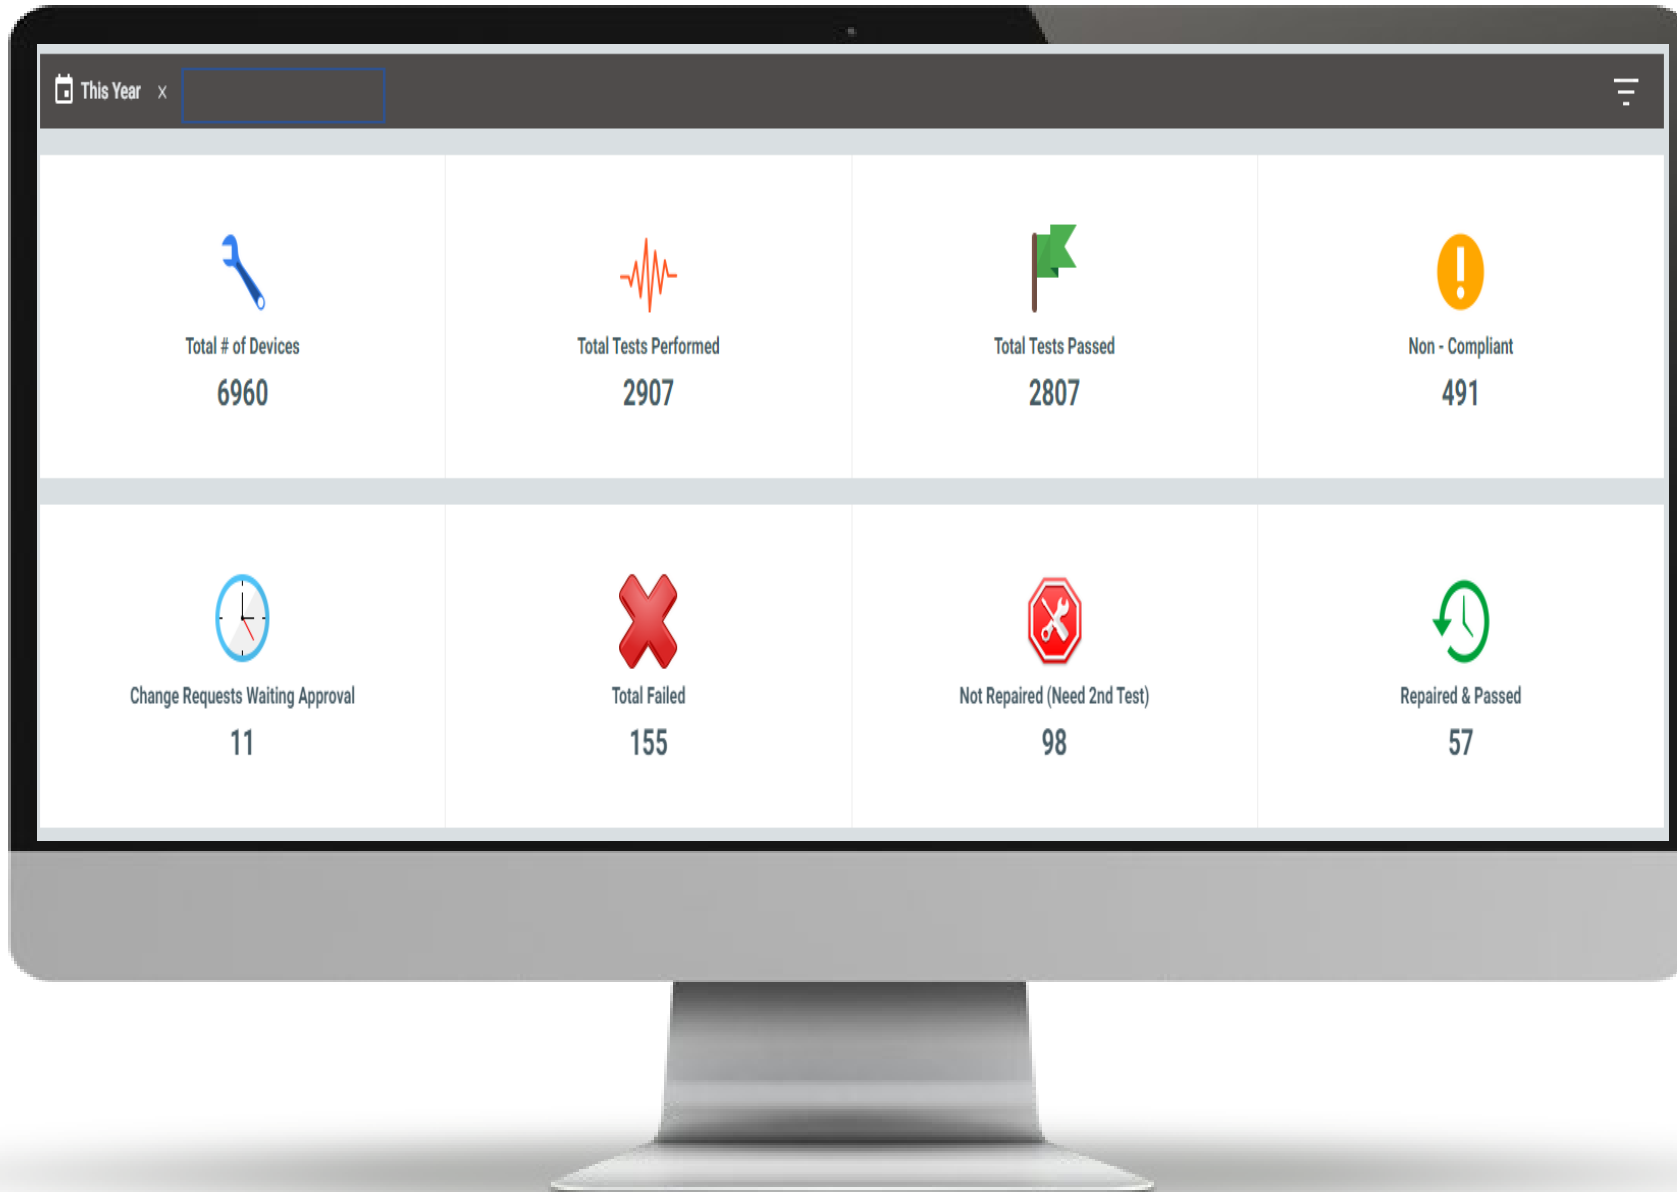 This Year x
Total # of Devices
6960
Total Tests Performed
2907
Total Tests Passed
2807
Non - Compliant
491
Change Requests Waiting Approval
11
Total Failed
155
Not Repaired (Need 2nd Test)
98
Repaired & Passed
57